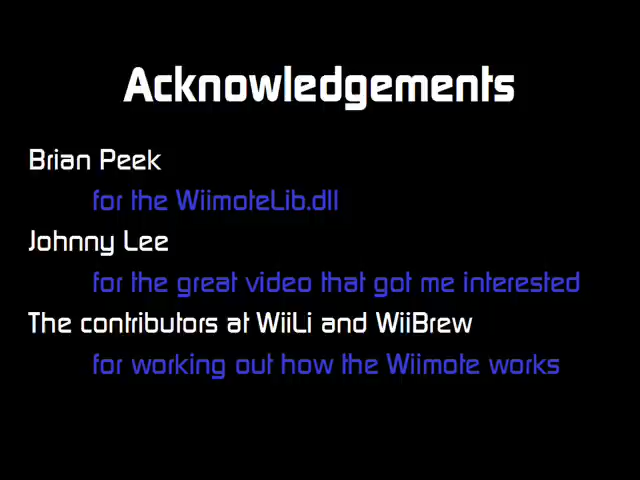 Acknowledgements
Brian Peek
for the WiimoteLib.dll
Johnny Lee
for the great video that got me interested
The contributors at WiiLi and WiiBrew
for working out how the Wiimote works